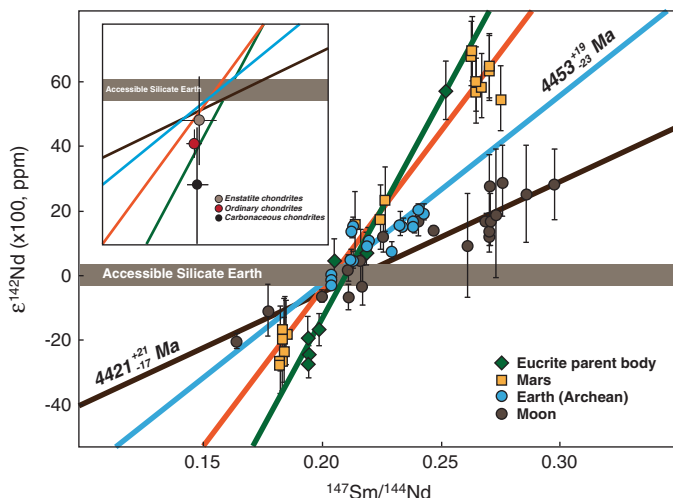 Accessible Silicate Earth
Enstatite chondrites
Ordinary chondrites
Carbonaceous chondrites
4453 +19 -23 Ma
ε¹⁴²Nd (x100, ppm)
60
40
20
0
-20
-40
Accessible Silicate Earth
4421 +21 -17 Ma
Eucrite parent body
Mars
Earth (Archean)
Moon
0.15
0.20
0.25
0.30
¹⁴⁷Sm/¹⁴⁴Nd